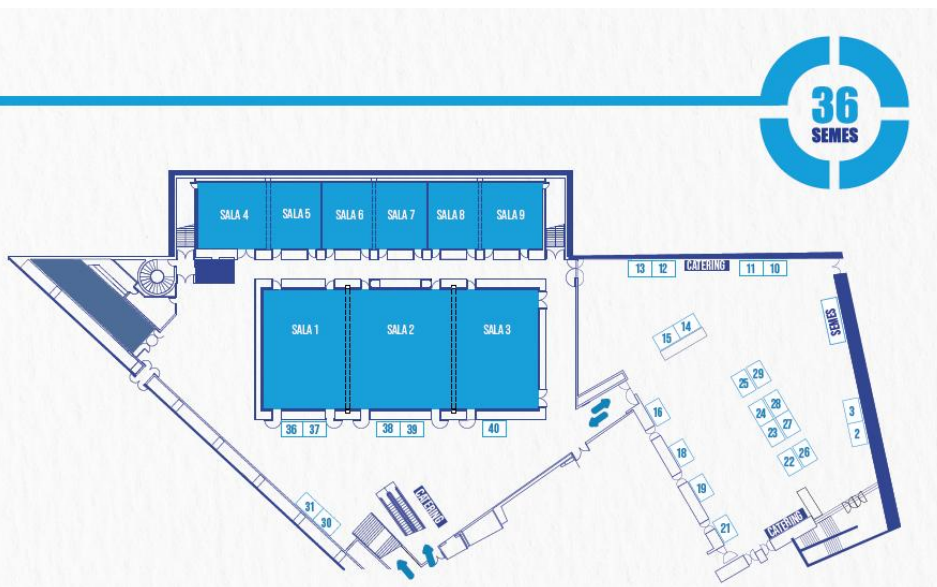 36
SEMES
SALA 4
SALA 5
SALA 6
SALA 7
SALA 8
SALA 9
13
12
CATERING
11
10
SEMES
SALA 1
SALA 2
SALA 3
15
14
25
29
24
28
23
27
22
26
3
2
16
18
19
21
36
37
38
39
40
31
30
CATERING
CATERING